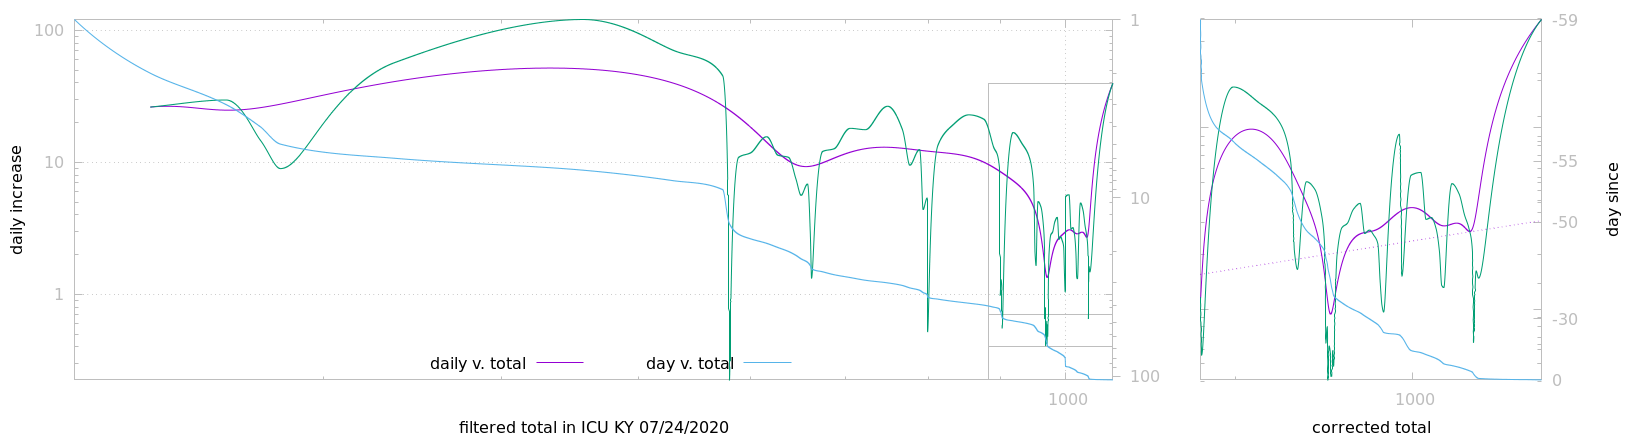 100
10
1
daily increase
daily v. total
day v. total
1
10
100
1000
filtered total in ICU KY 07/24/2020
-59
-55
-50
-30
0
day since
1000
corrected total